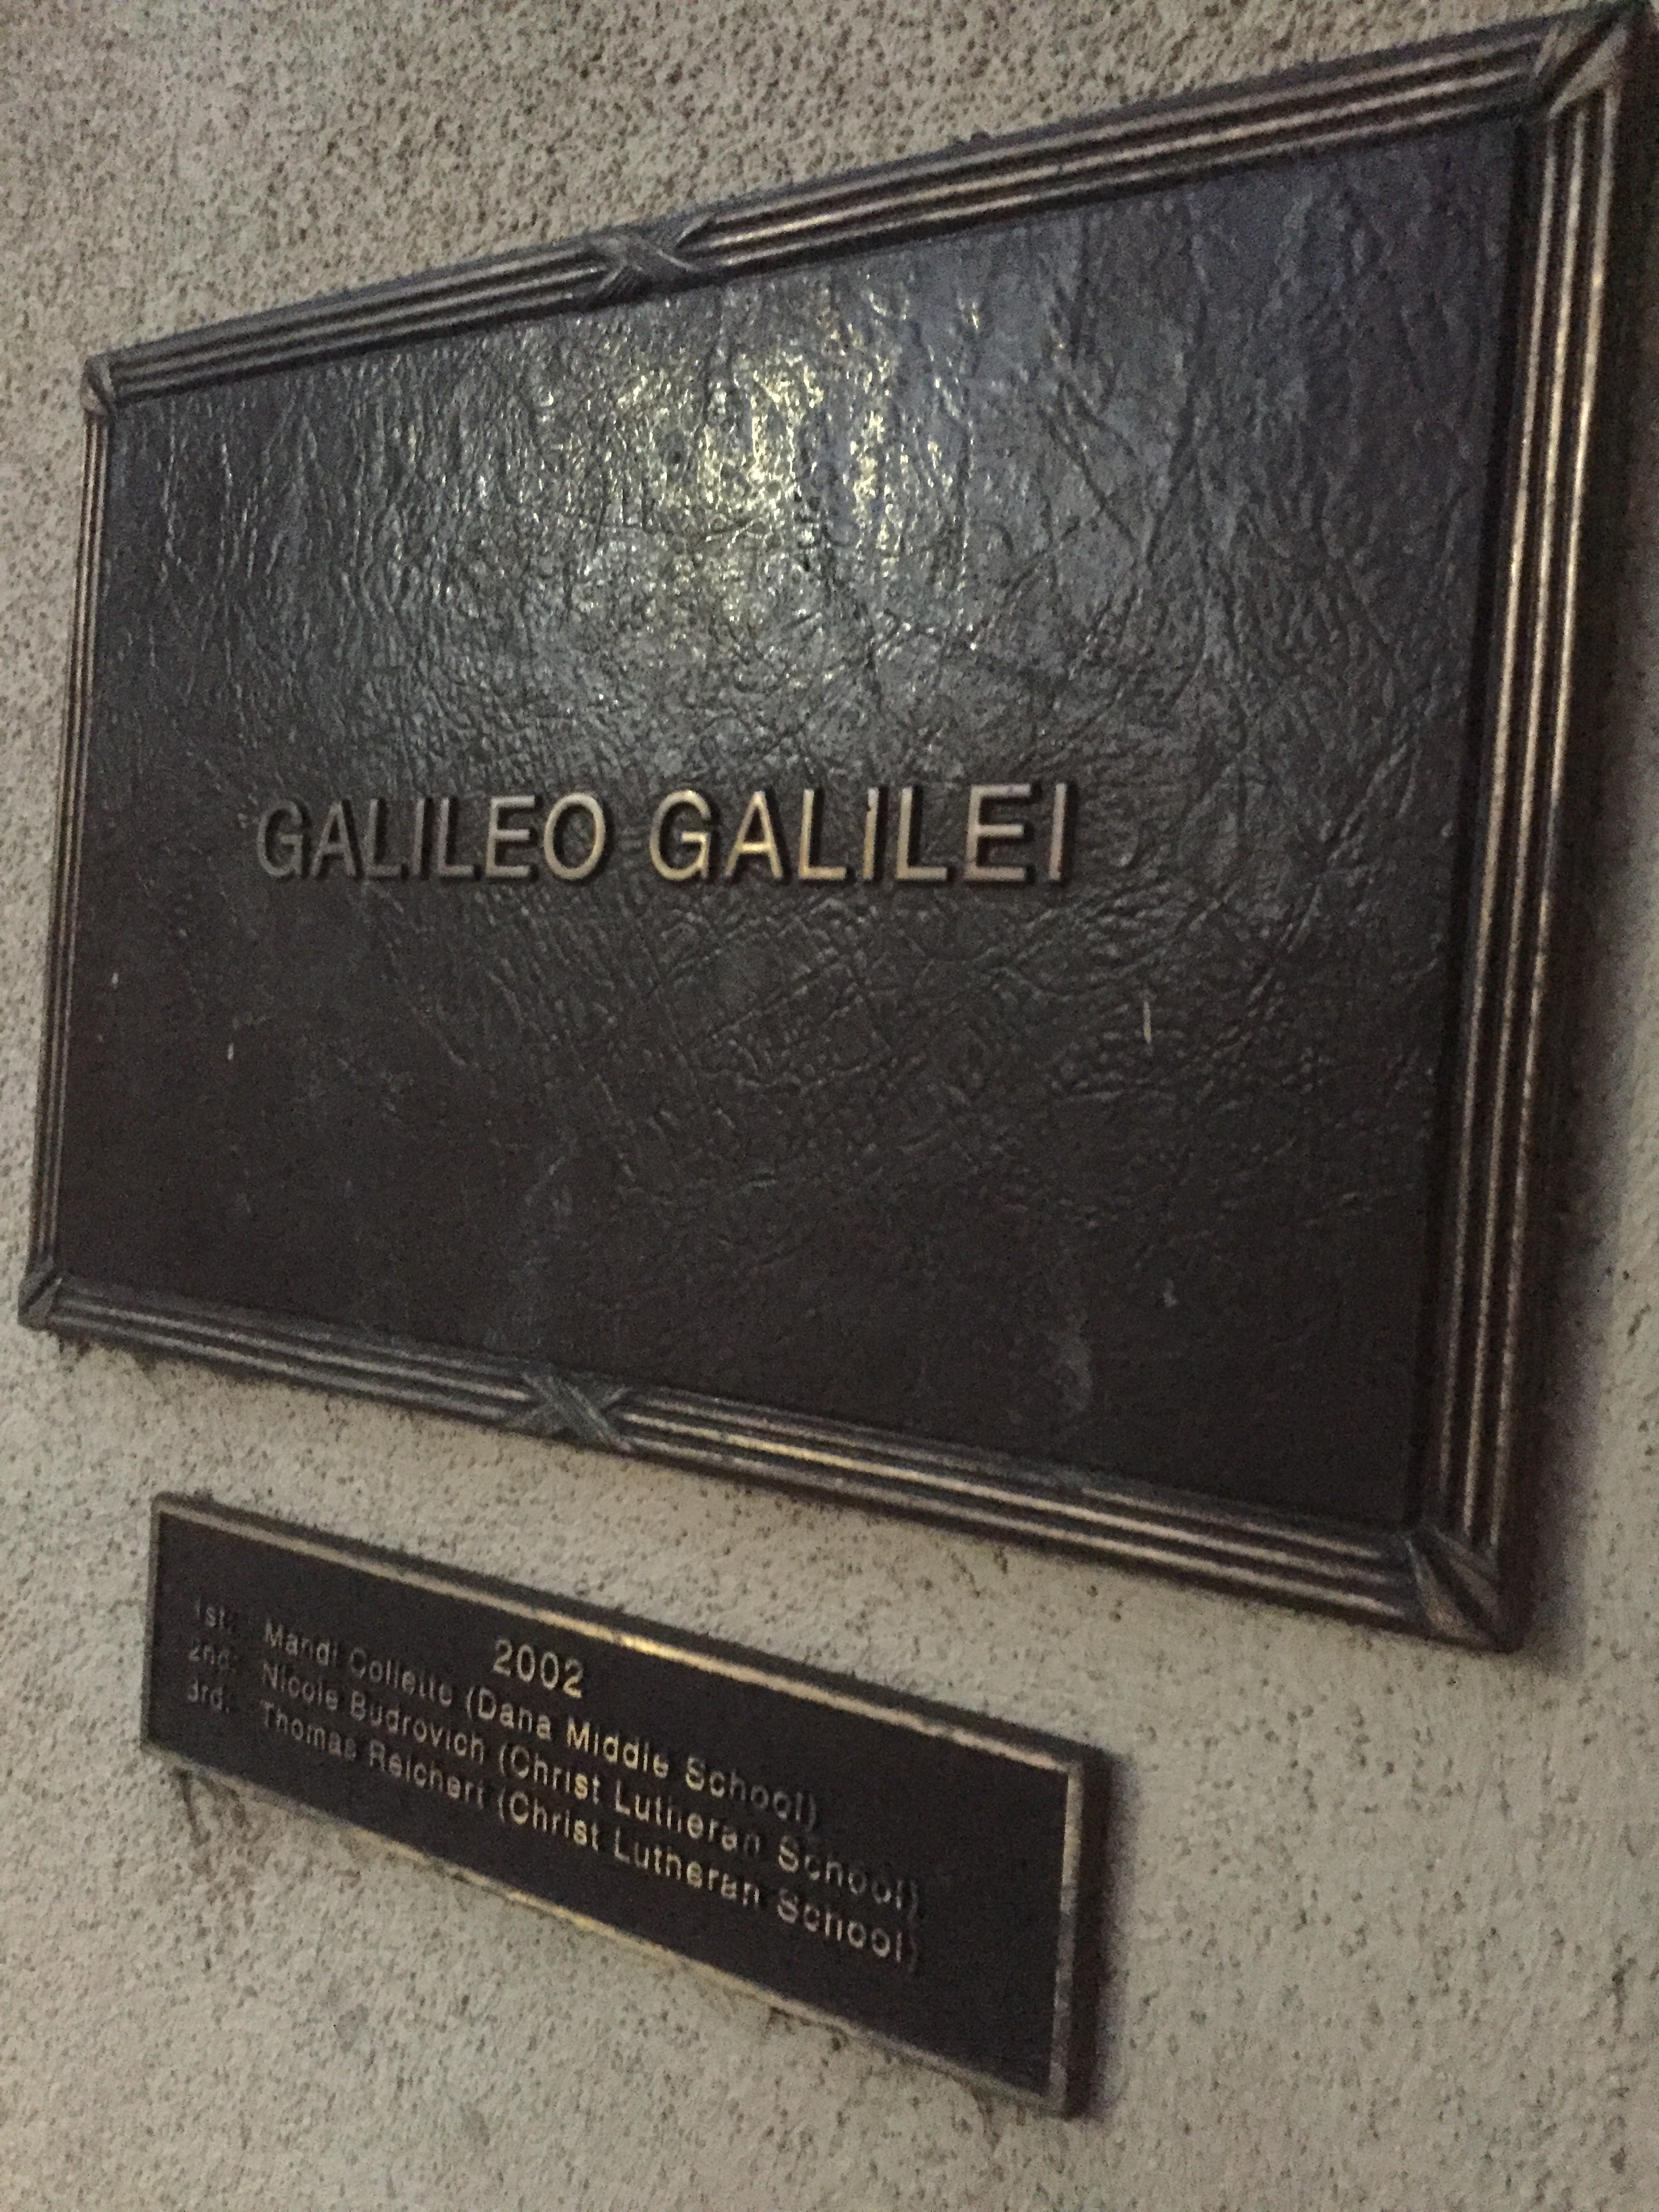 GALILEO GALILEI
2002
1st: Mandi Collette (Dana Middle School)
2nd: Nicole Budrovich (Christ Lutheran School)
3rd: Thomas Reichert (Christ Lutheran School)